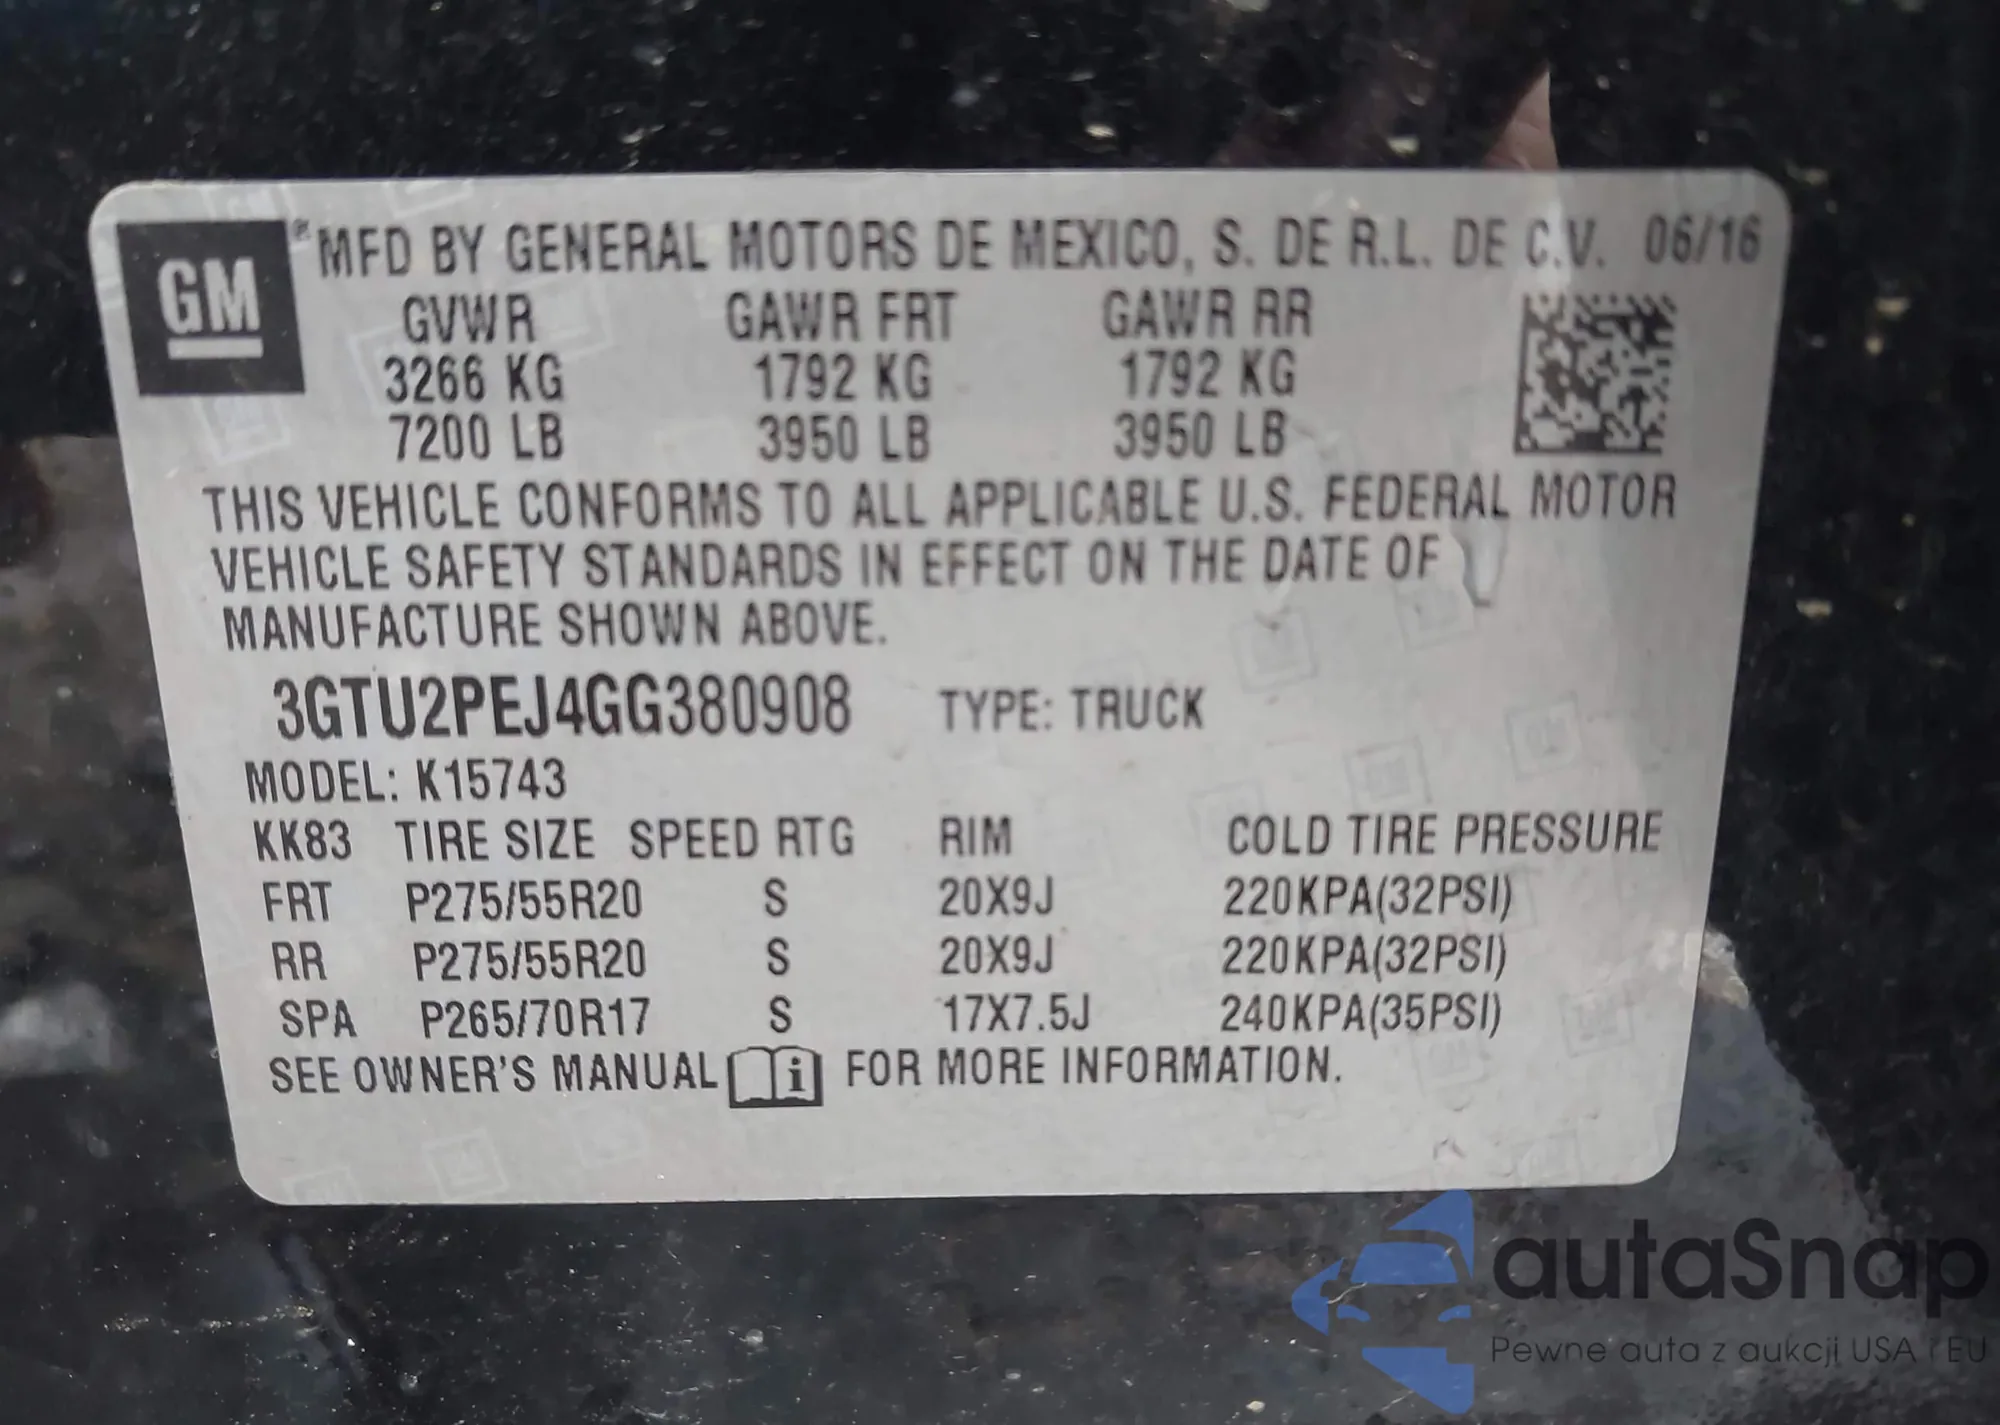 GM
® MFD BY GENERAL MOTORS DE MEXICO, S. DE R.L. DE C.V. 06/16
GVWR GAWR FRT GAWR RR
3266 KG 1792 KG 1792 KG
7200 LB 3950 LB 3950 LB
THIS VEHICLE CONFORMS TO ALL APPLICABLE U.S. FEDERAL MOTOR
VEHICLE SAFETY STANDARDS IN EFFECT ON THE DATE OF
MANUFACTURE SHOWN ABOVE.
3GTU2PEJ4GG380908 TYPE: TRUCK
MODEL: K15743
KK83 TIRE SIZE SPEED RTG RIM COLD TIRE PRESSURE
FRT P275/55R20 S 20X9J 220KPA(32PSI)
RR P275/55R20 S 20X9J 220KPA(32PSI)
SPA P265/70R17 S 17X7.5J 240KPA(35PSI)
SEE OWNER'S MANUAL i FOR MORE INFORMATION.
autaSnap
Pewne auta z aukcji USA i EU